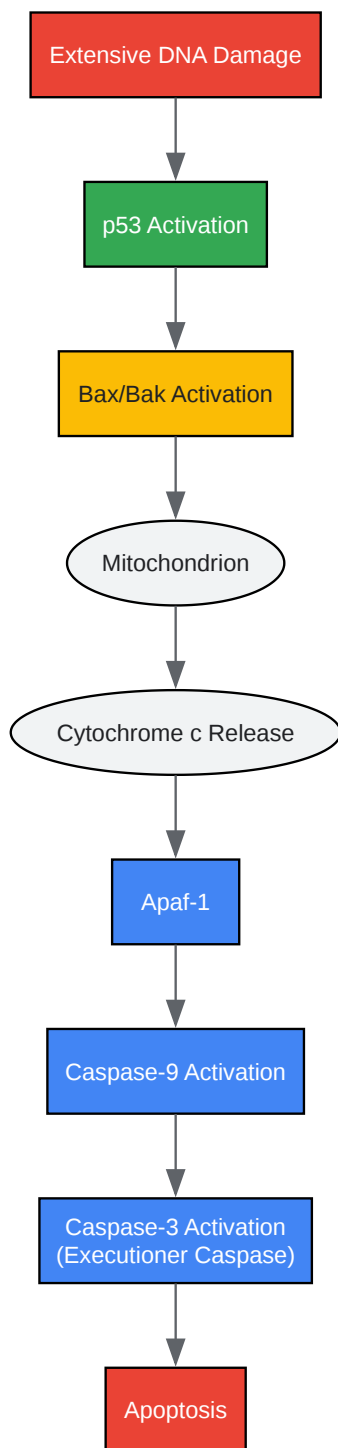 Extensive DNA Damage
p53 Activation
Bax/Bak Activation
Mitochondrion
Cytochrome c Release
Apaf-1
Caspase-9 Activation
Caspase-3 Activation
(Executioner Caspase)
Apoptosis